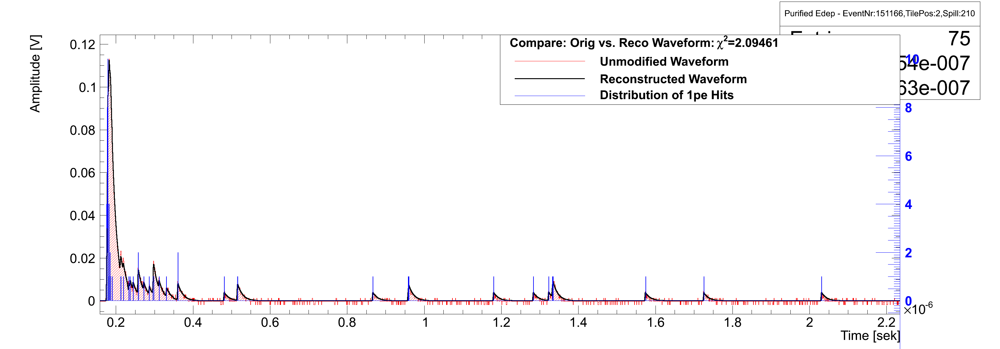 Purified Edep - EventNr:151166,TilePos:2,Spill:210
75
54e-007
63e-007
Compare: Orig vs. Reco Waveform: χ²=2.09461
Unmodified Waveform
Reconstructed Waveform
Distribution of 1pe Hits
Amplitude [V]
0.12
0.1
0.08
0.06
0.04
0.02
0
10
8
6
4
2
0
×10⁻⁶
0.2 0.4 0.6 0.8 1 1.2 1.4 1.6 1.8 2 2.2
Time [sek]